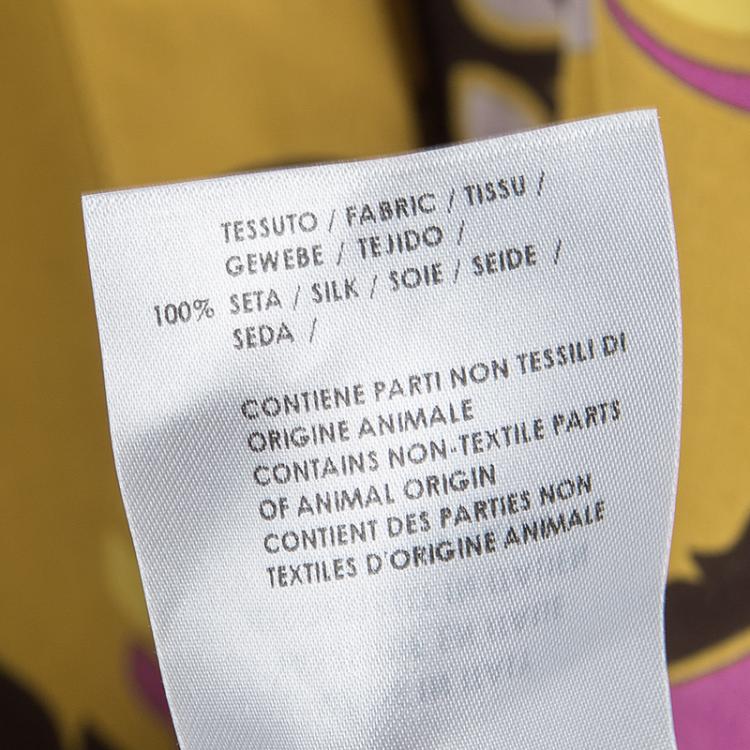 TESSUTO / FABRIC / TISSU /
GEWEBE / TEJIDO /
100% SETA / SILK / SOIE / SEIDE /
SEDA /
CONTIENE PARTI NON TESSILI DI
ORIGINE ANIMALE
CONTAINS NON-TEXTILE PARTS
OF ANIMAL ORIGIN
CONTIENT DES PARTIES NON
TEXTILES D'ORIGINE ANIMALE